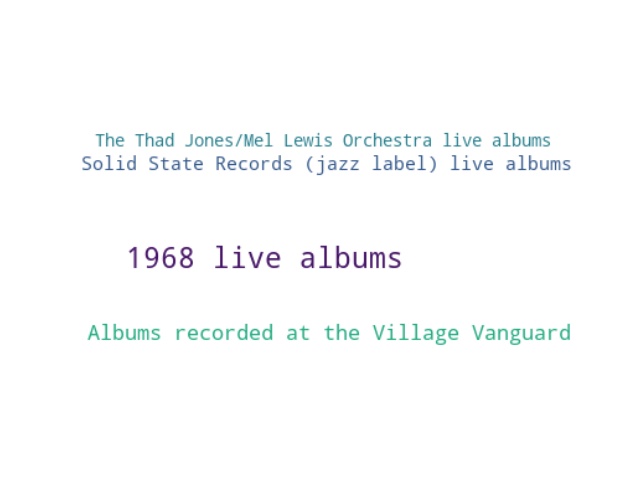 The Thad Jones/Mel Lewis Orchestra live albums
Solid State Records (jazz label) live albums
1968 live albums
Albums recorded at the Village Vanguard